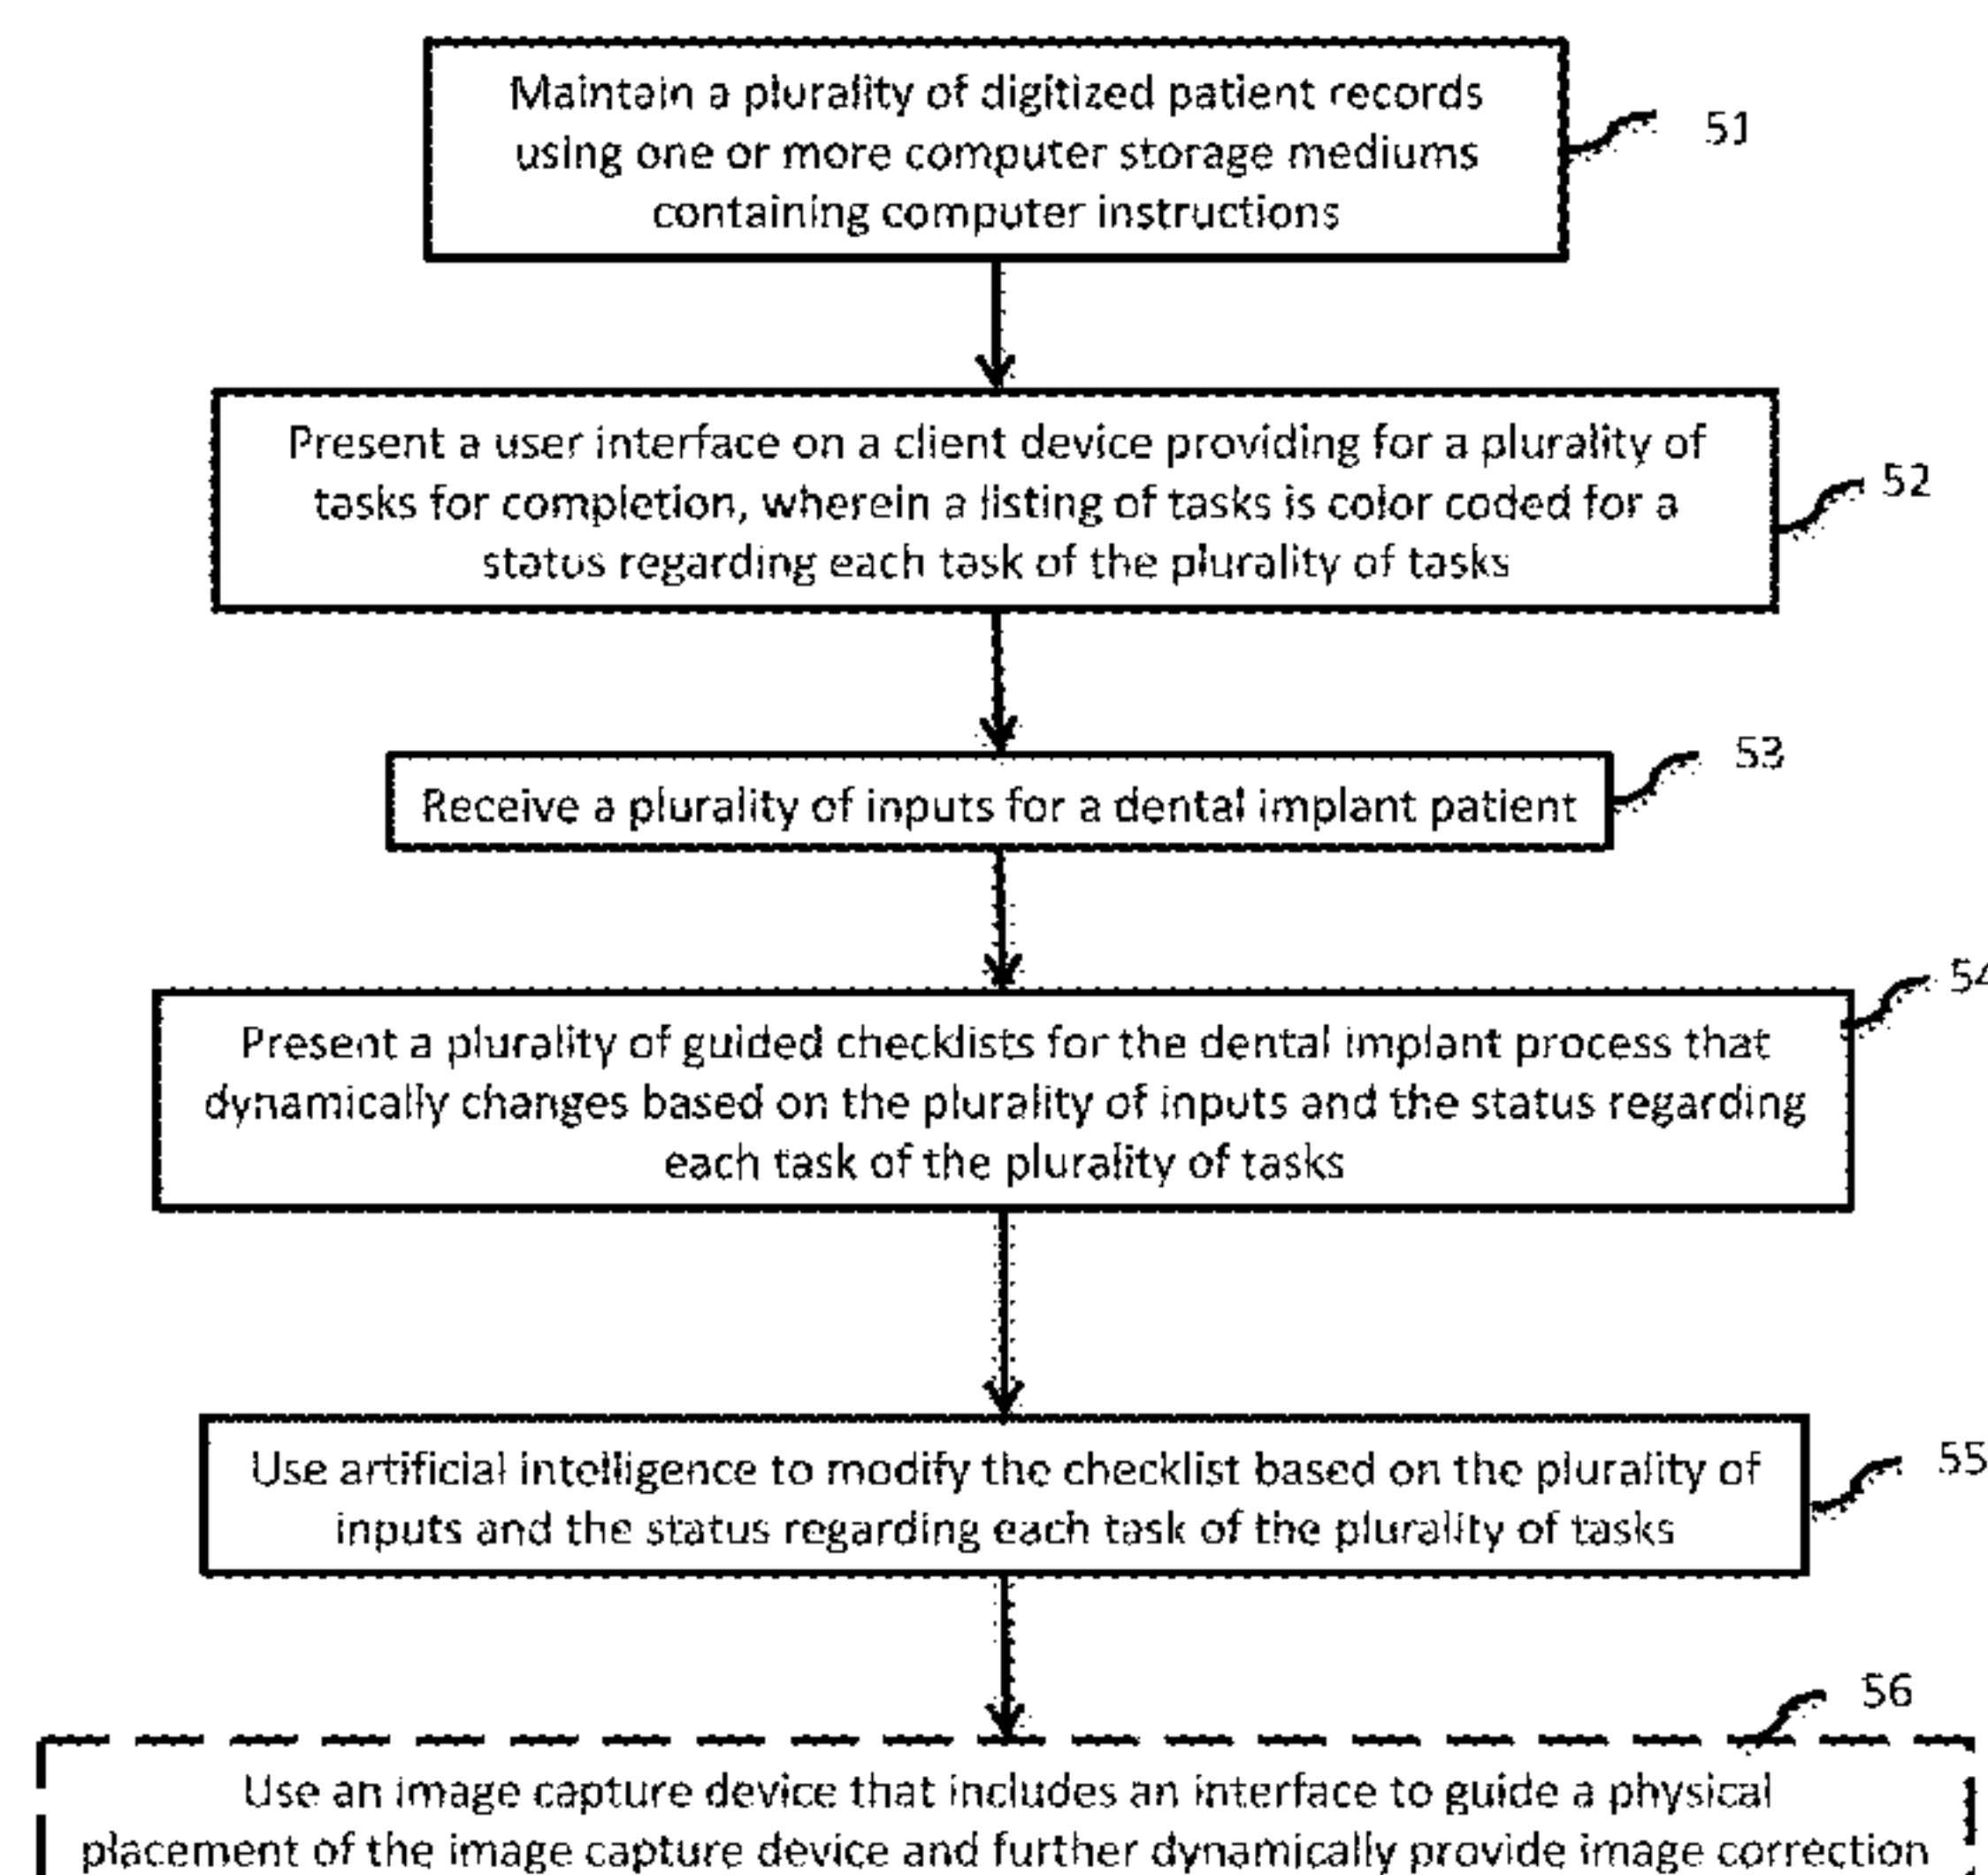 Maintain a plurality of digitized patient records
using one or more computer storage mediums
containing computer instructions
51
Present a user interface on a client device providing for a plurality of
tasks for completion, wherein a listing of tasks is color coded for a
status regarding each task of the plurality of tasks
52
53
Receive a plurality of inputs for a dental implant patient
54
Present a plurality of guided checklists for the dental implant process that
dynamically changes based on the plurality of inputs and the status regarding
each task of the plurality of tasks
55
Use artificial intelligence to modify the checklist based on the plurality of
inputs and the status regarding each task of the plurality of tasks
56
Use an image capture device that includes an interface to guide a physical
placement of the image capture device and further dynamically provide image correction